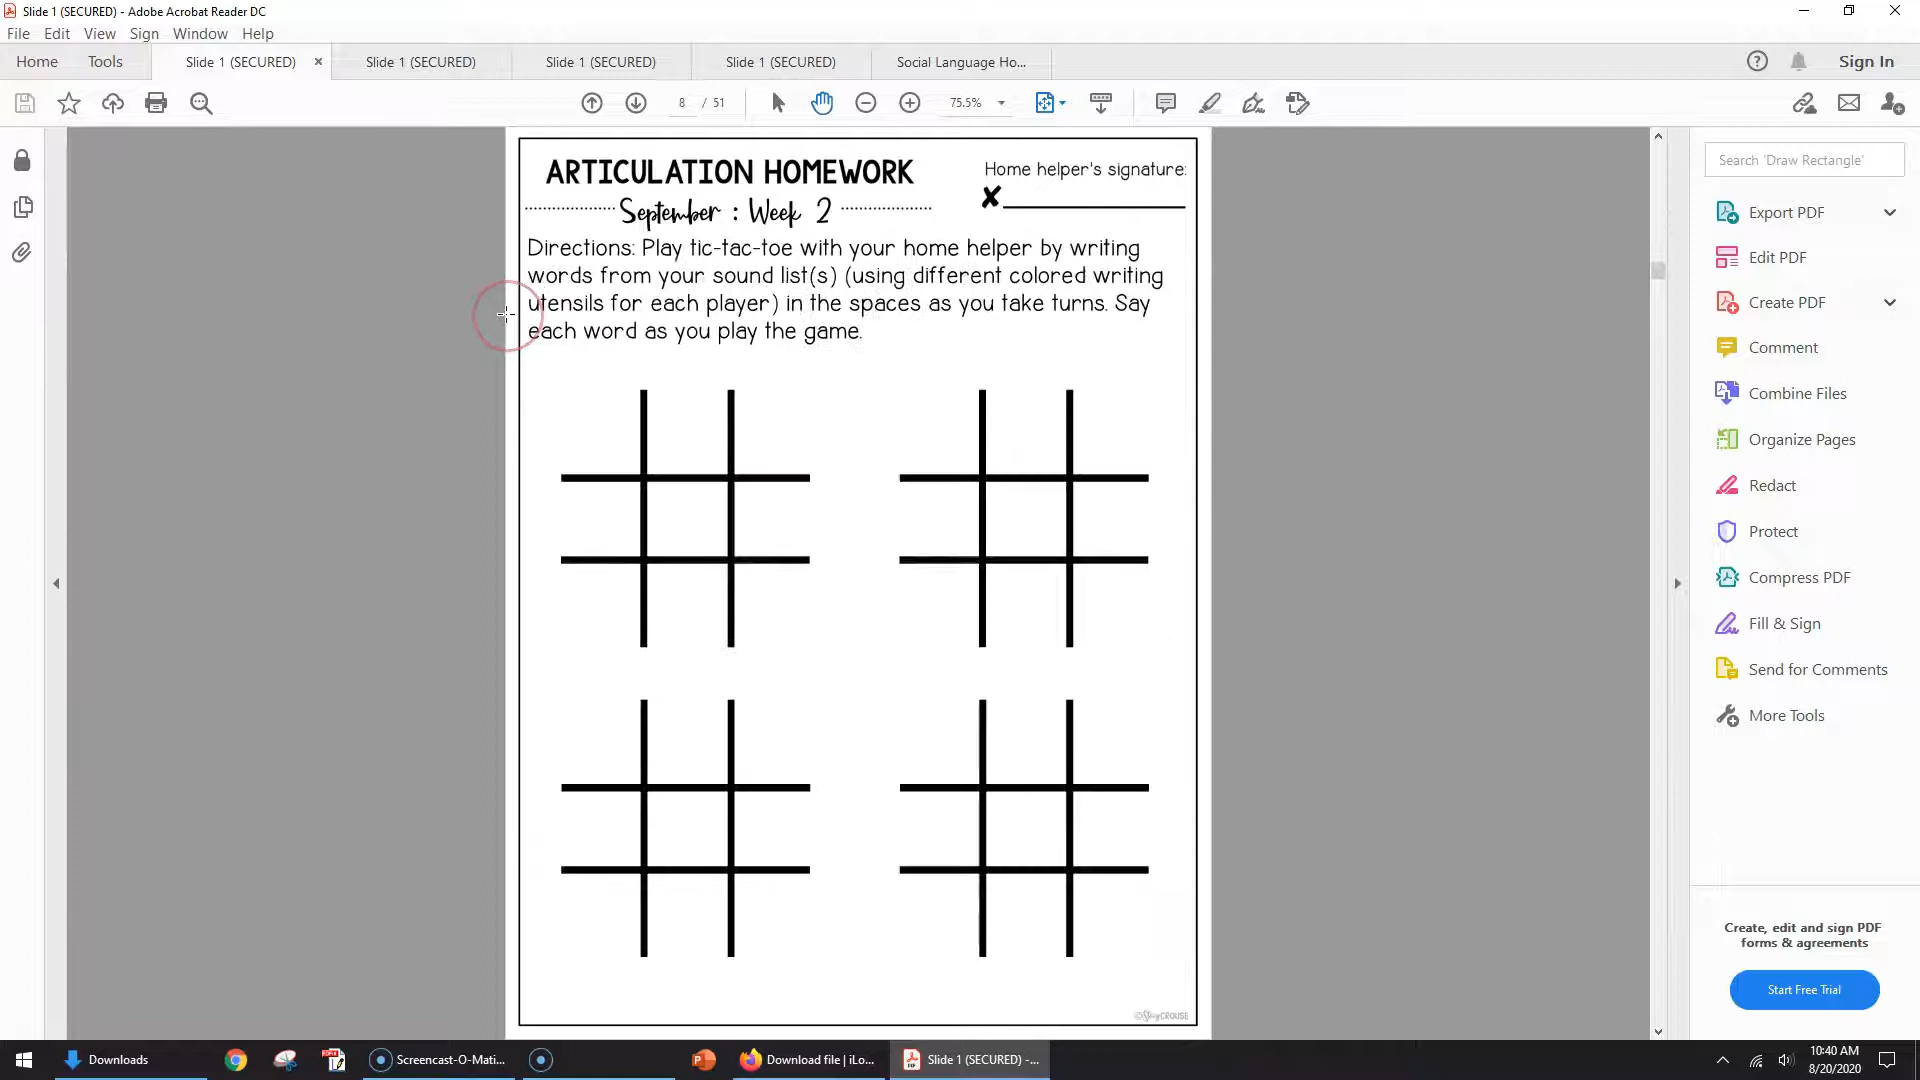 Slide 1 (SECURED) - Adobe Acrobat Reader DC
File Edit View Sign Window Help
Home Tools Slide 1 (SECURED) × Slide 1 (SECURED) Slide 1 (SECURED) Slide 1 (SECURED) Social Language Ho... Sign In
8 / 51 75.5%
ARTICULATION HOMEWORK
September : Week 2
Home helper's signature:
X
Directions: Play tic-tac-toe with your home helper by writing
words from your sound list(s) (using different colored writing
utensils for each player) in the spaces as you take turns. Say
each word as you play the game.
Search 'Draw Rectangle'
Export PDF
Edit PDF
Create PDF
Comment
Combine Files
Organize Pages
Redact
Protect
Compress PDF
Fill & Sign
Send for Comments
More Tools
Create, edit and sign PDF
forms & agreements
Start Free Trial
Downloads Screencast-O-Mati... Download file | iLo... Slide 1 (SECURED) -...
10:40 AM
8/20/2020